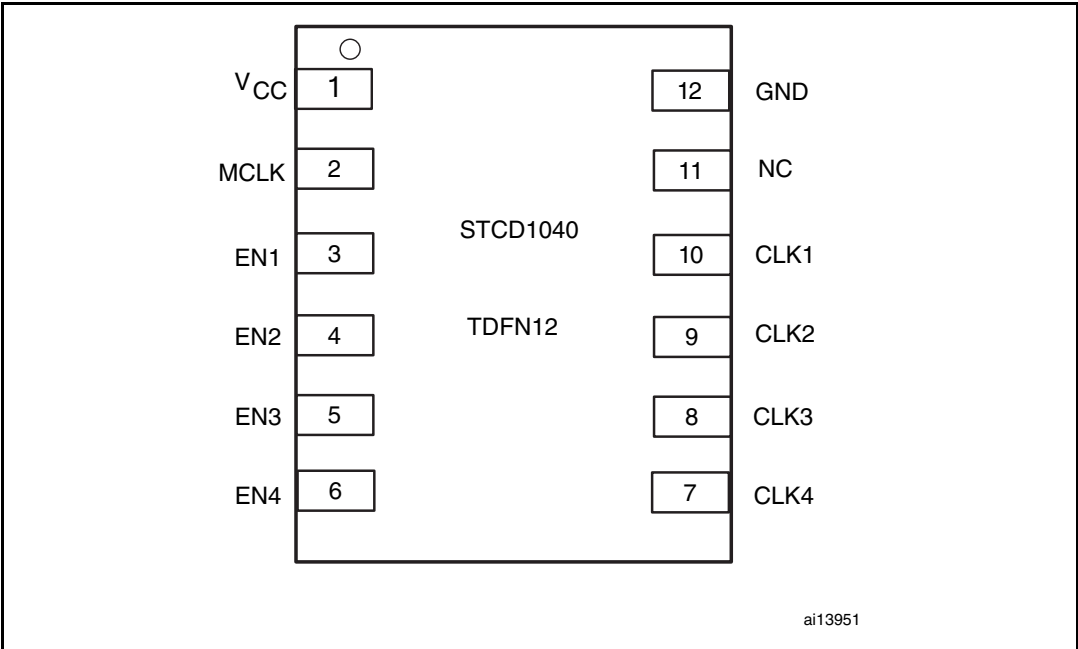 VCC 1 12 GND
MCLK 2 11 NC
STCD1040
EN1 3 10 CLK1
TDFN12
EN2 4 9 CLK2
EN3 5 8 CLK3
EN4 6 7 CLK4
ai13951